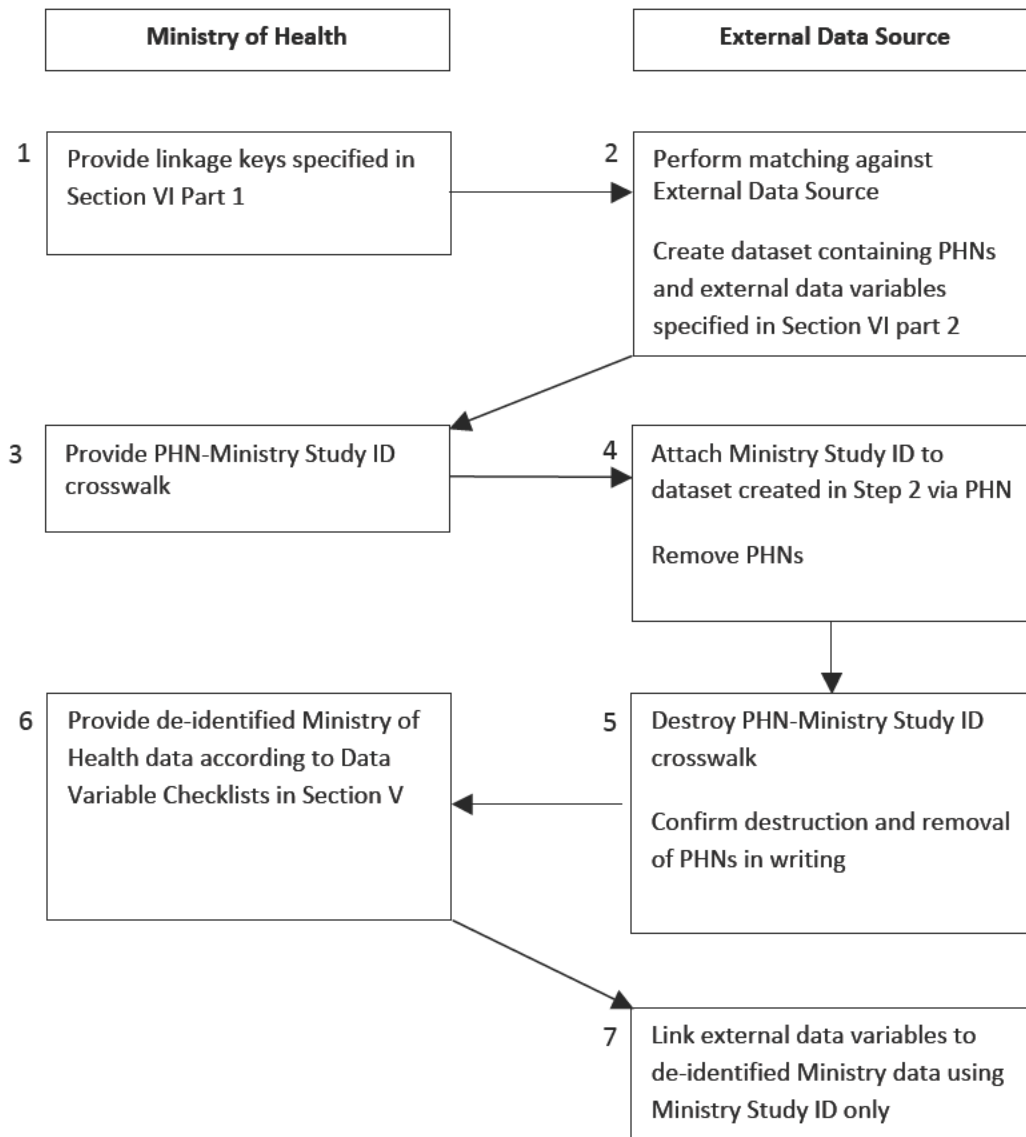 Ministry of Health
External Data Source
1
Provide linkage keys specified in
Section VI Part 1
2
Perform matching against
External Data Source
Create dataset containing PHNs
and external data variables
specified in Section VI part 2
3
Provide PHN-Ministry Study ID
crosswalk
4
Attach Ministry Study ID to
dataset created in Step 2 via PHN
Remove PHNs
5
Destroy PHN-Ministry Study ID
crosswalk
Confirm destruction and removal
of PHNs in writing
6
Provide de-identified Ministry of
Health data according to Data
Variable Checklists in Section V
7
Link external data variables to
de-identified Ministry data using
Ministry Study ID only